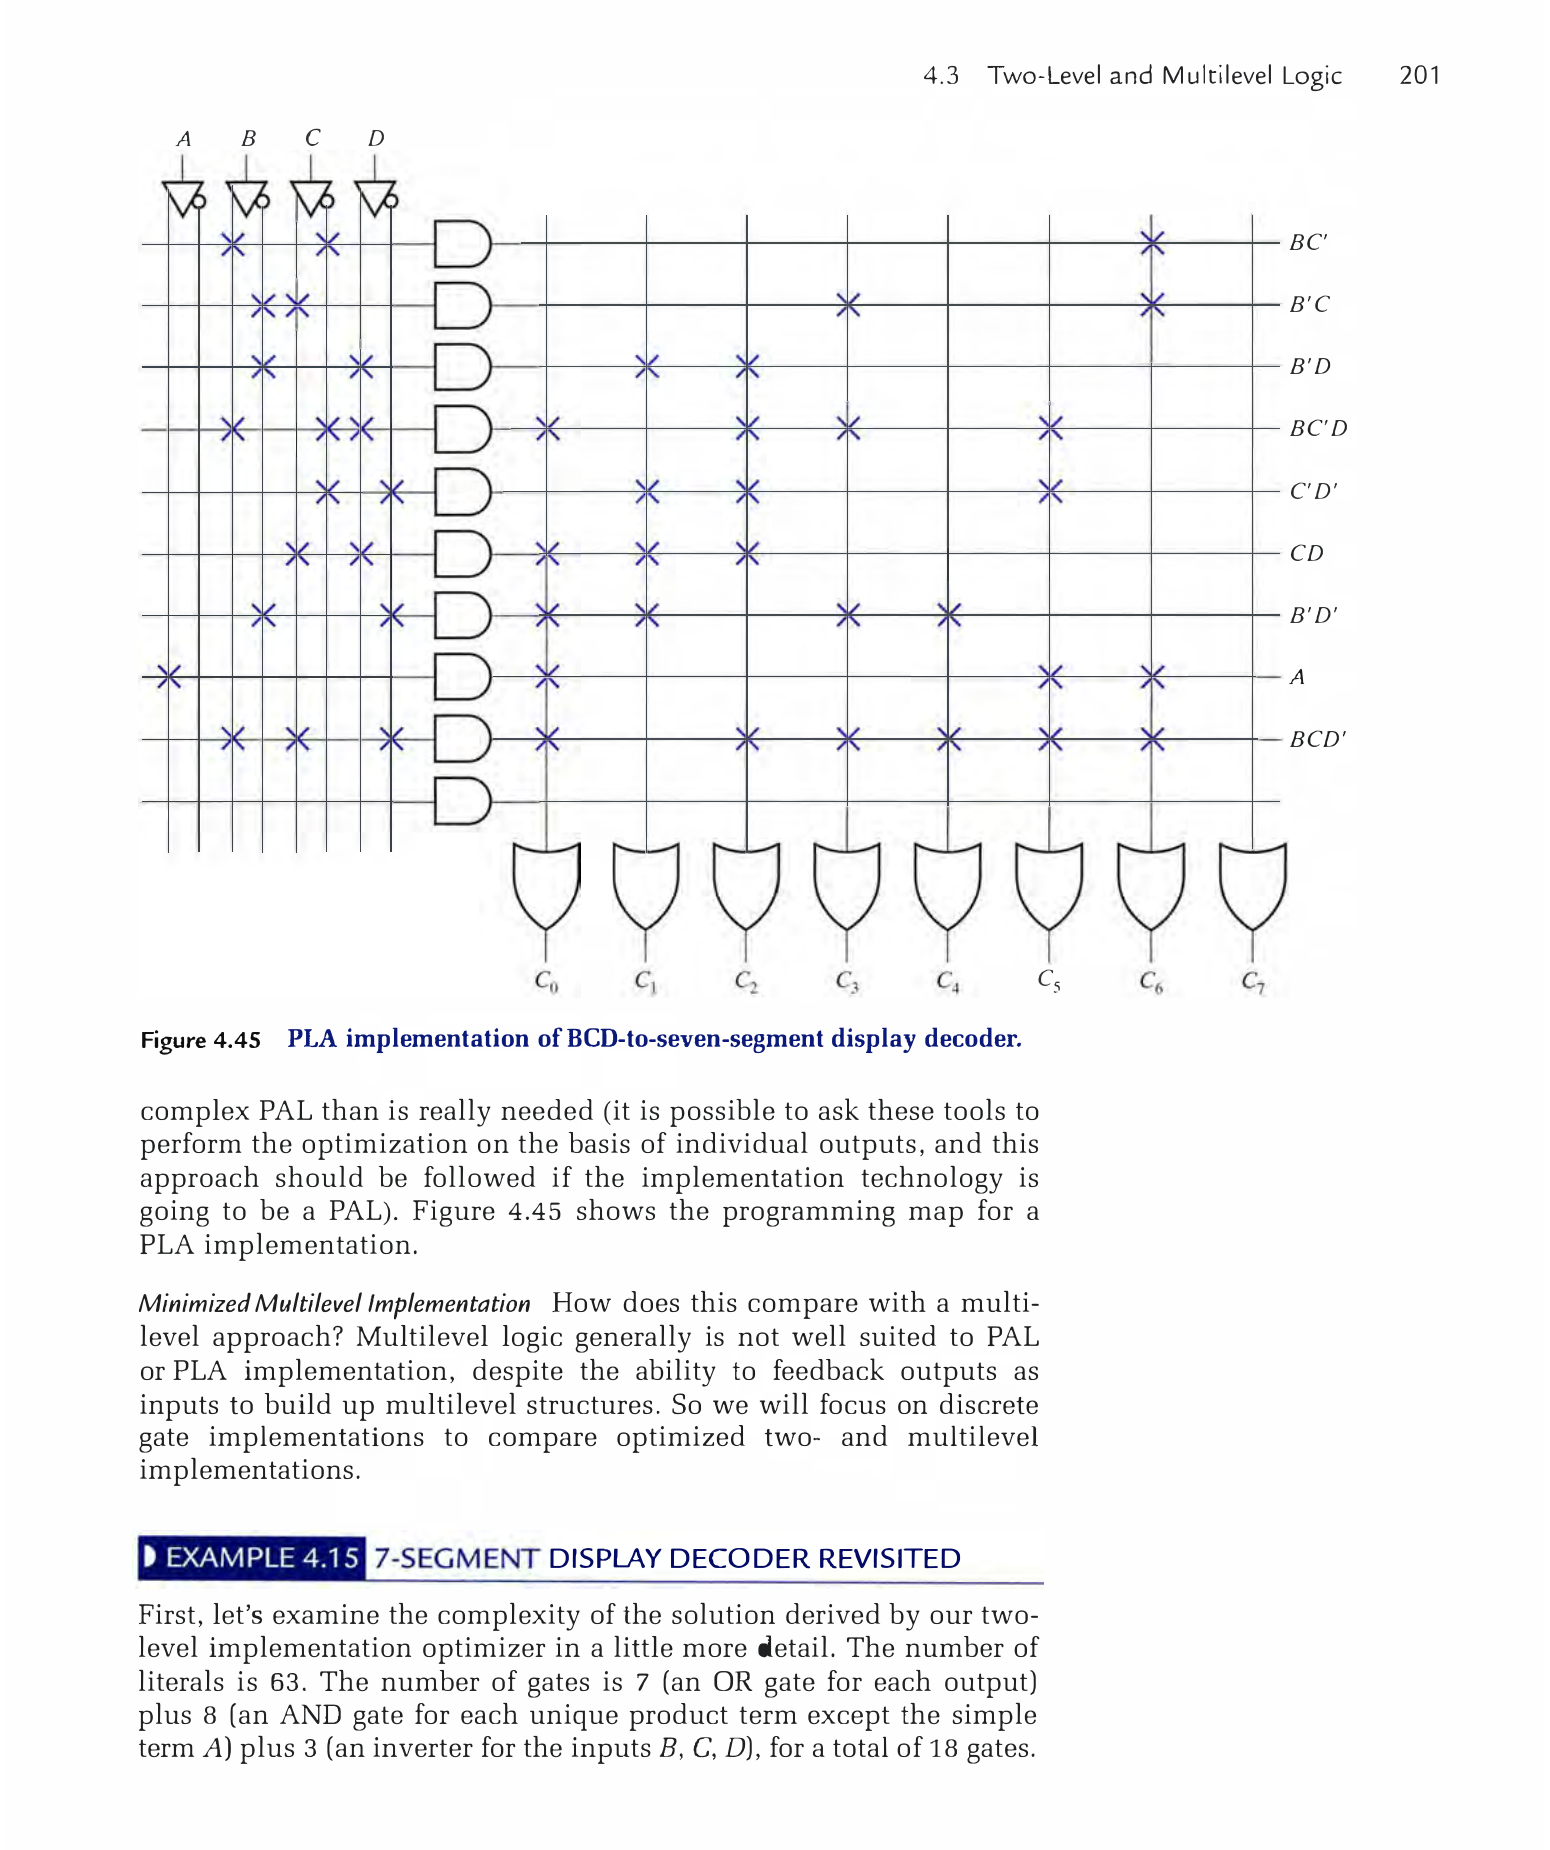 4.3 Two-Level and Multilevel Logic 201
A B C D
BC'
B'C
B'D
BC'D
C'D'
CD
B'D'
A
BCD'
C0 C1 C2 C3 C4 C5 C6 C7
Figure 4.45 PLA implementation of BCD-to-seven-segment display decoder.
complex PAL than is really needed (it is possible to ask these tools to
perform the optimization on the basis of individual outputs, and this
approach should be followed if the implementation technology is
going to be a PAL). Figure 4.45 shows the programming map for a
PLA implementation.
Minimized Multilevel Implementation How does this compare with a multi-
level approach? Multilevel logic generally is not well suited to PAL
or PLA implementation, despite the ability to feedback outputs as
inputs to build up multilevel structures. So we will focus on discrete
gate implementations to compare optimized two- and multilevel
implementations.
EXAMPLE 4.15 7-SEGMENT DISPLAY DECODER REVISITED
First, let's examine the complexity of the solution derived by our two-
level implementation optimizer in a little more detail. The number of
literals is 63. The number of gates is 7 (an OR gate for each output)
plus 8 (an AND gate for each unique product term except the simple
term A) plus 3 (an inverter for the inputs B, C, D), for a total of 18 gates.